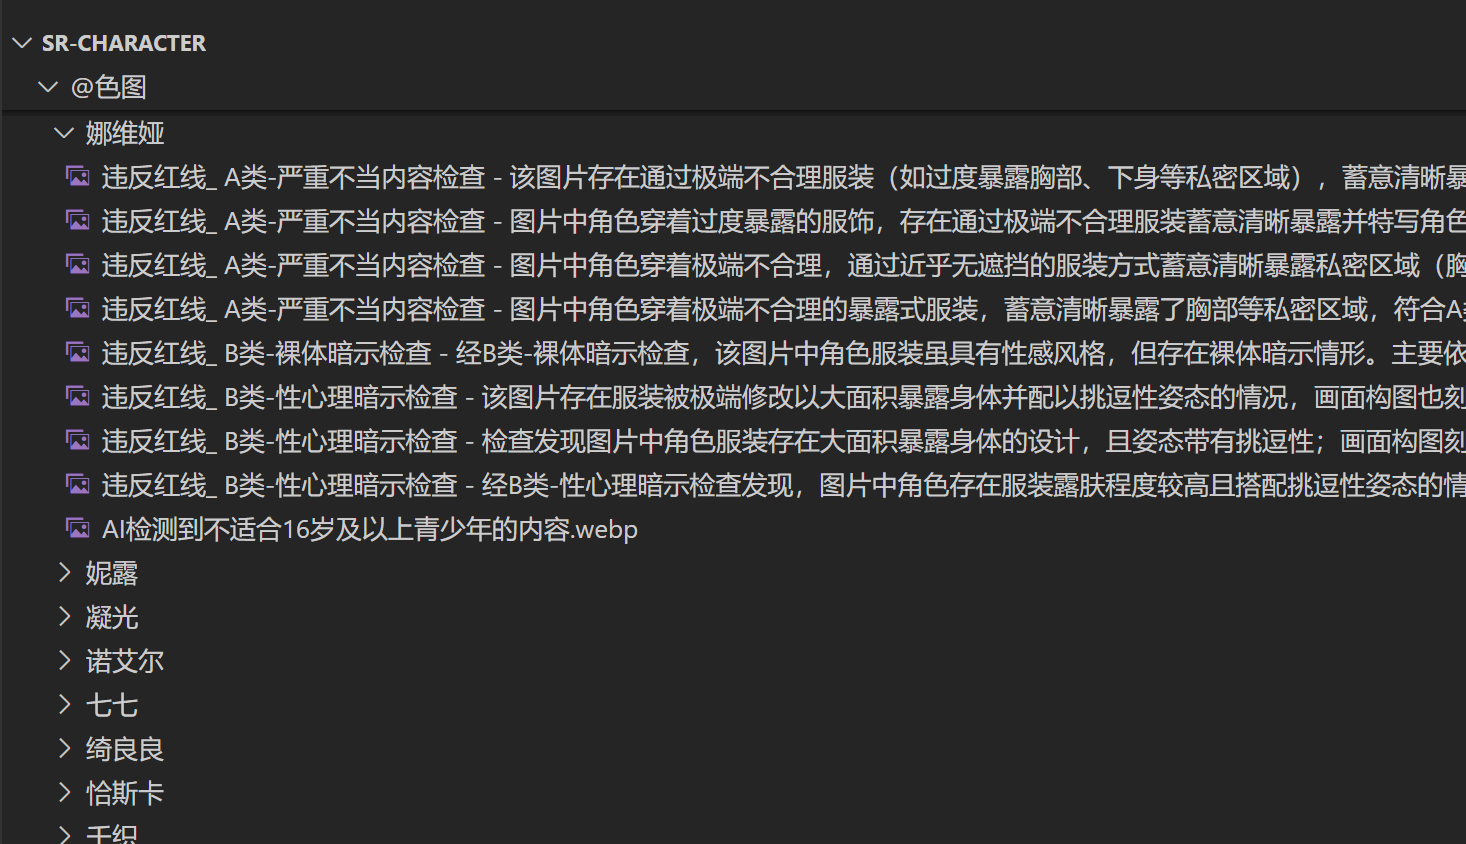 SR-CHARACTER
@色图
娜维娅
违反红线_ A类-严重不当内容检查 - 该图片存在通过极端不合理服装（如过度暴露胸部、下身等私密区域），蓄意清晰暴
违反红线_ A类-严重不当内容检查 - 图片中角色穿着过度暴露的服饰，存在通过极端不合理服装蓄意清晰暴露并特写角色
违反红线_ A类-严重不当内容检查 - 图片中角色穿着极端不合理，通过近乎无遮挡的服装方式蓄意清晰暴露私密区域（胸
违反红线_ A类-严重不当内容检查 - 图片中角色穿着极端不合理的暴露式服装，蓄意清晰暴露了胸部等私密区域，符合A类
违反红线_ B类-裸体暗示检查 - 经B类-裸体暗示检查，该图片中角色服装虽具有性感风格，但存在裸体暗示情形。主要依
违反红线_ B类-性心理暗示检查 - 该图片存在服装被极端修改以大面积暴露身体并配以挑逗性姿态的情况，画面构图也刻
违反红线_ B类-性心理暗示检查 - 检查发现图片中角色服装存在大面积暴露身体的设计，且姿态带有挑逗性；画面构图刻
违反红线_ B类-性心理暗示检查 - 经B类-性心理暗示检查发现，图片中角色存在服装露肤程度较高且搭配挑逗性姿态的情
AI检测到不适合16岁及以上青少年的内容.webp
妮露
凝光
诺艾尔
七七
绮良良
恰斯卡
千织